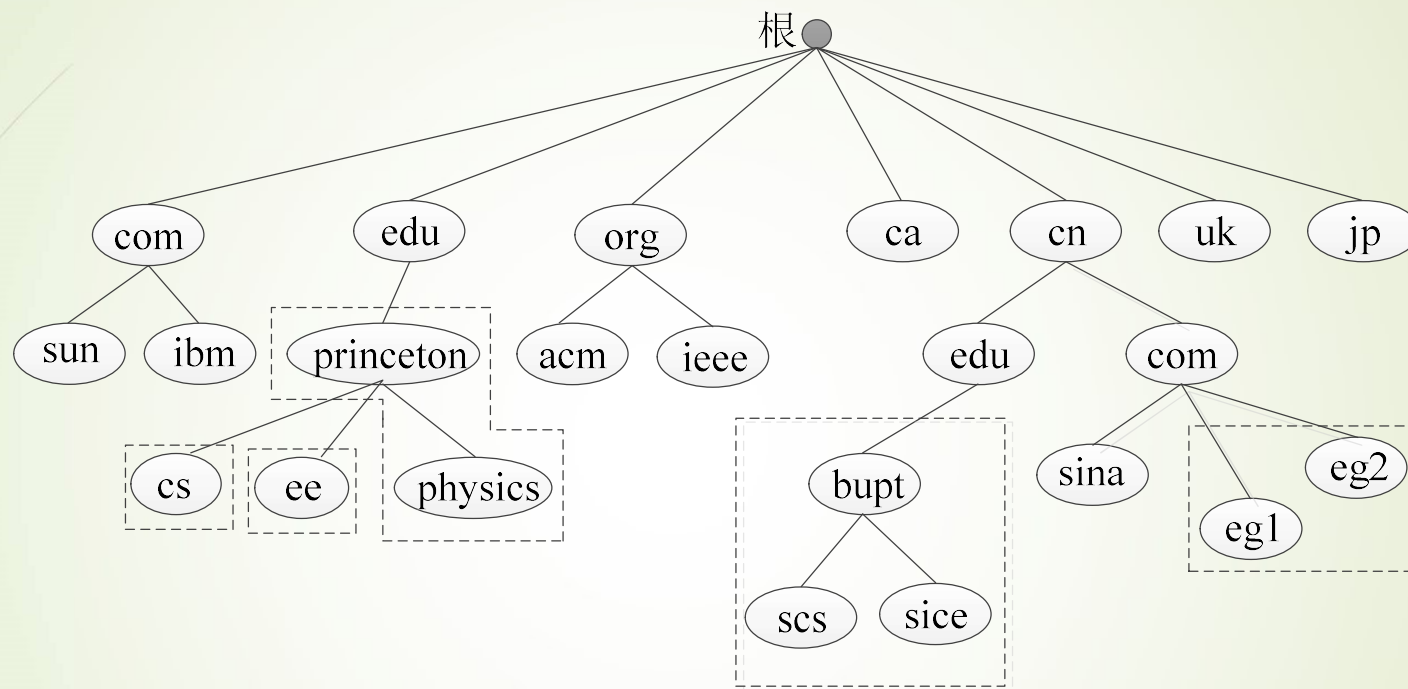 根
com edu org ca cn uk jp
sun ibm princeton acm ieee edu com
cs ee physics bupt sina eg1 eg2
scs sice